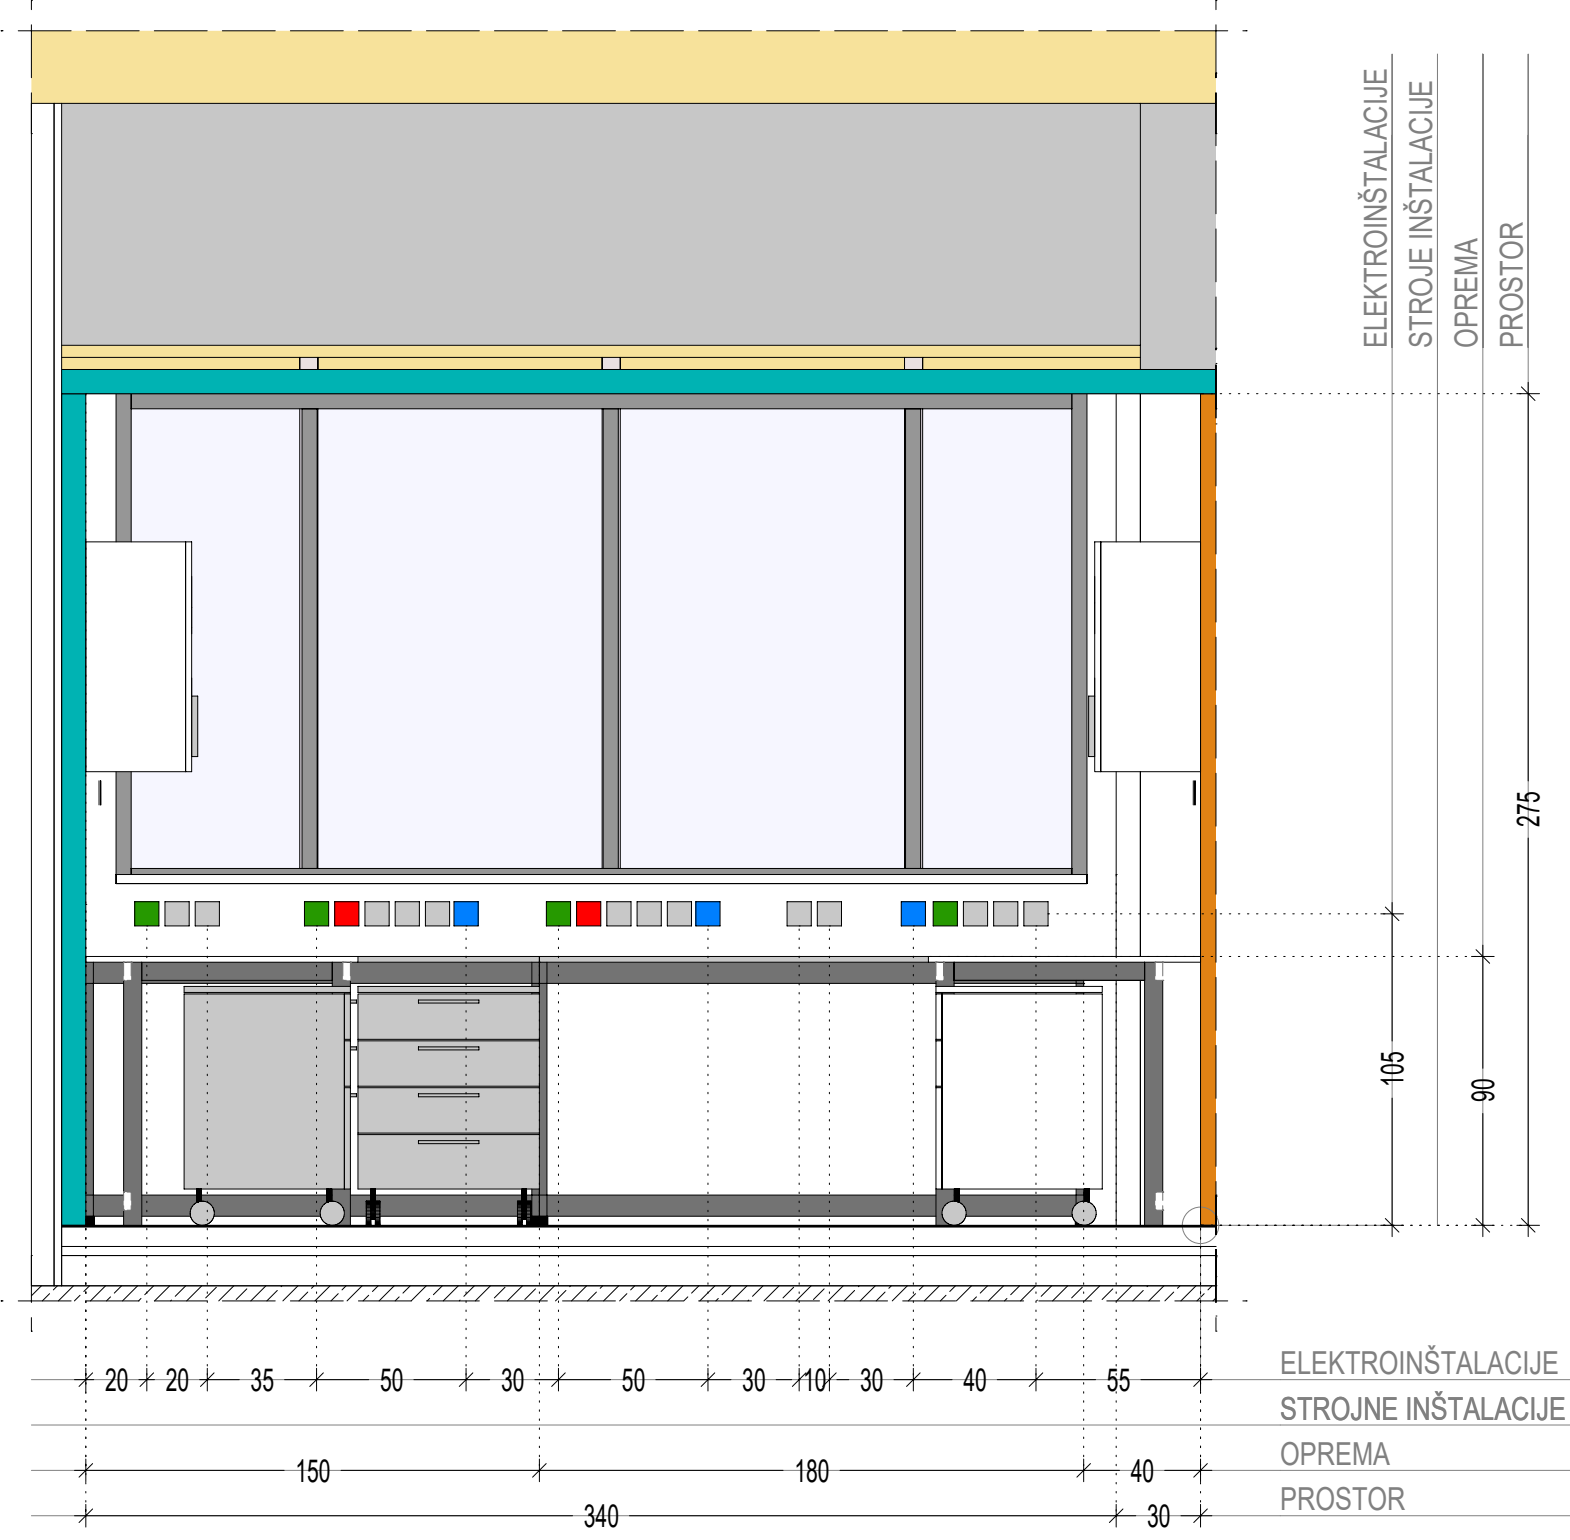 ELEKTROINŠTALACIJE
STROJE INŠTALACIJE
OPREMA
PROSTOR
275
105
90
20 20 35 50 30 50 30 10 30 40 55
ELEKTROINŠTALACIJE
STROJNE INŠTALACIJE
150 180 40
OPREMA
340 30
PROSTOR